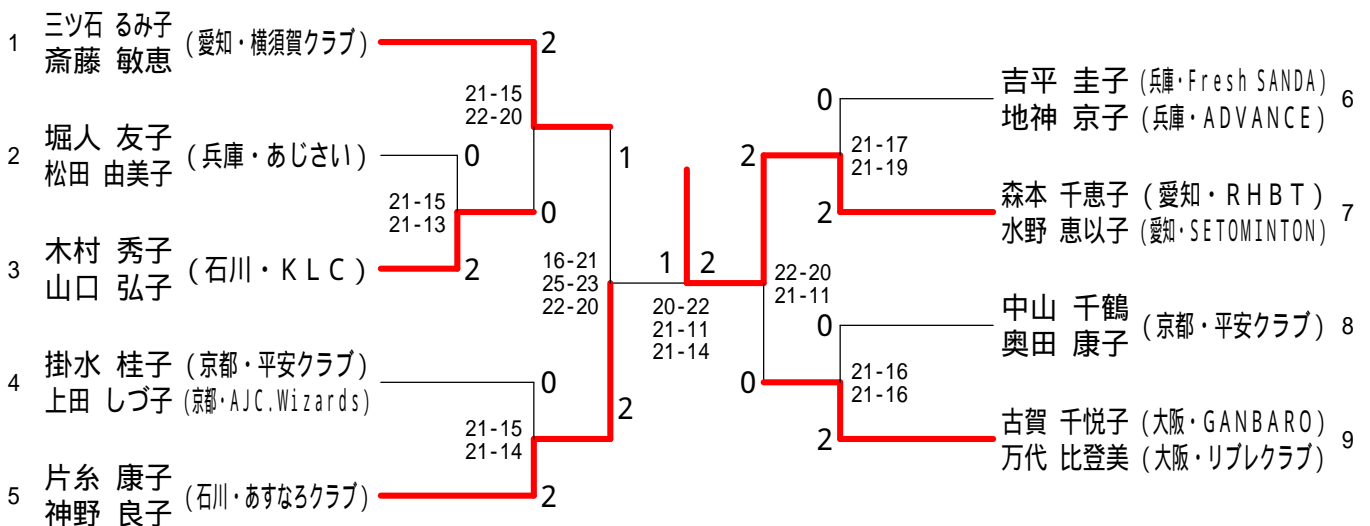 1 三ツ石 るみ子
斎藤 敏恵 (愛知・横須賀クラブ)
2
21-15
22-20
2 堀人 友子
松田 由美子 (兵庫・あじさい)
0
21-15
21-13
0
3 木村 秀子
山口 弘子 (石川・KLC)
2
1
16-21
25-23
22-20
4 掛水 桂子 (京都・平安クラブ)
上田 しづ子 (京都・AJC.Wizards)
0
21-15
21-14
2
5 片糸 康子
神野 良子 (石川・あすなろクラブ)
2
1 2
20-22
21-11
21-14
吉平 圭子 (兵庫・Fresh SANDA) 6
地神 京子 (兵庫・ADVANCE)
0
21-17
21-19
2
森本 千恵子 (愛知・RHBT) 7
水野 恵以子 (愛知・SETOMINTON)
2
22-20
21-11
中山 千鶴
奥田 康子 (京都・平安クラブ) 8
0
21-16
21-16
0
古賀 千悦子 (大阪・GANBARO) 9
万代 比登美 (大阪・リブレクラブ)
2